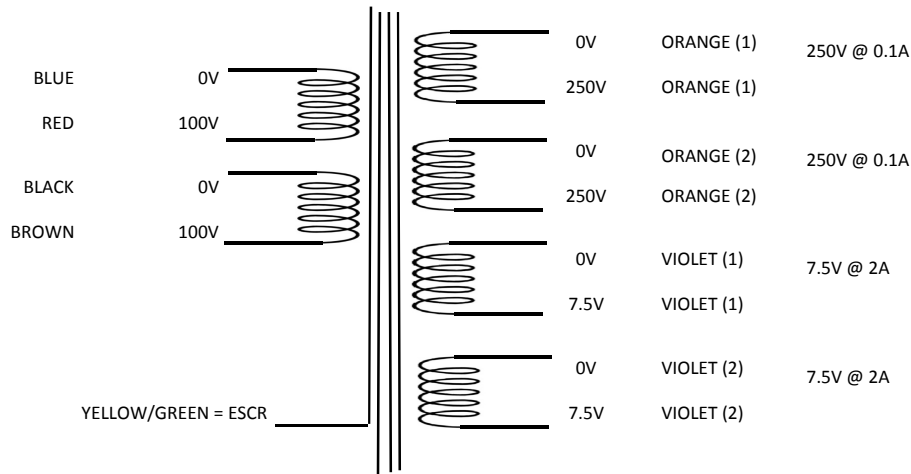 BLUE 0V
RED 100V
BLACK 0V
BROWN 100V
YELLOW/GREEN = ESCR
0V ORANGE (1) 250V @ 0.1A
250V ORANGE (1)
0V ORANGE (2) 250V @ 0.1A
250V ORANGE (2)
0V VIOLET (1) 7.5V @ 2A
7.5V VIOLET (1)
0V VIOLET (2) 7.5V @ 2A
7.5V VIOLET (2)